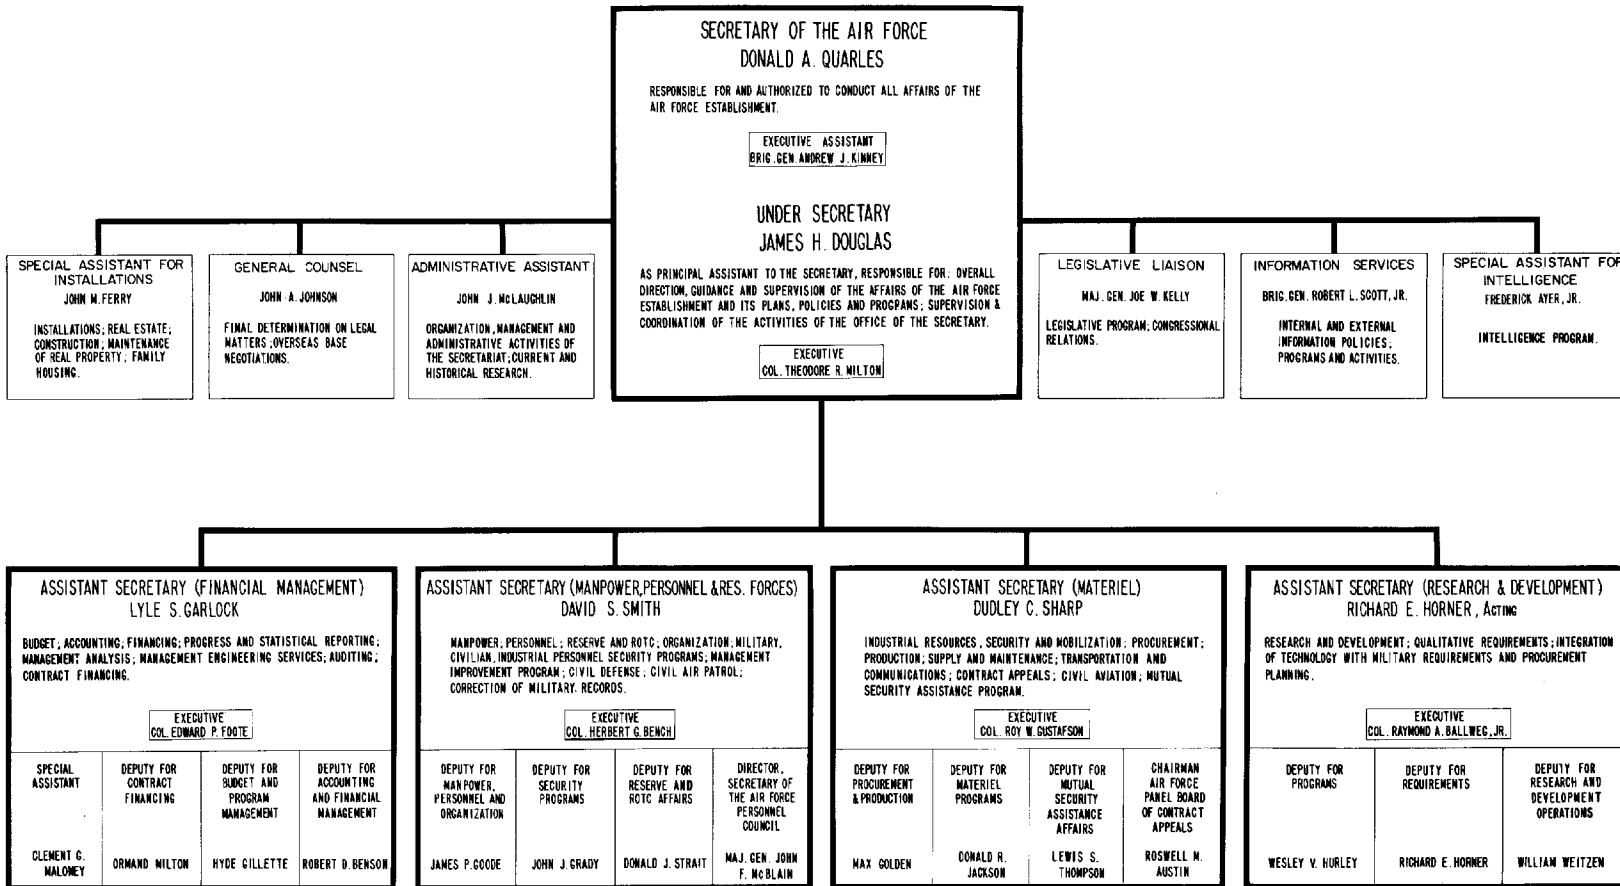 SECRETARY OF THE AIR FORCE
DONALD A. QUARLES
RESPONSIBLE FOR AND AUTHORIZED TO CONDUCT ALL AFFAIRS OF THE
AIR FORCE ESTABLISHMENT.
EXECUTIVE ASSISTANT
BRIG. GEN. ANDREW J. KINNEY
UNDER SECRETARY
JAMES H. DOUGLAS
AS PRINCIPAL ASSISTANT TO THE SECRETARY, RESPONSIBLE FOR: OVERALL
DIRECTION, GUIDANCE AND SUPERVISION OF THE AFFAIRS OF THE AIR FORCE
ESTABLISHMENT AND ITS PLANS, POLICIES AND PROGRAMS; SUPERVISION &
COORDINATION OF THE ACTIVITIES OF THE OFFICE OF THE SECRETARY.
EXECUTIVE
COL. THEODORE R. MILTON
SPECIAL ASSISTANT FOR
INSTALLATIONS
JOHN M. FERRY
INSTALLATIONS; REAL ESTATE;
CONSTRUCTION; MAINTENANCE
OF REAL PROPERTY; FAMILY
HOUSING.
GENERAL COUNSEL
JOHN A. JOHNSON
FINAL DETERMINATION ON LEGAL
MATTERS; OVERSEAS BASE
NEGOTIATIONS.
ADMINISTRATIVE ASSISTANT
JOHN J. McLAUGHLIN
ORGANIZATION, MANAGEMENT AND
ADMINISTRATIVE ACTIVITIES OF
THE SECRETARIAT; CURRENT AND
HISTORICAL RESEARCH.
LEGISLATIVE LIAISON
MAJ. GEN. JOE W. KELLY
LEGISLATIVE PROGRAM; CONGRESSIONAL
RELATIONS.
INFORMATION SERVICES
BRIG. GEN. ROBERT L. SCOTT, JR.
INTERNAL AND EXTERNAL
INFORMATION POLICIES;
PROGRAMS AND ACTIVITIES.
SPECIAL ASSISTANT FOR
INTELLIGENCE
FREDERICK AYER, JR.
INTELLIGENCE PROGRAM.
ASSISTANT SECRETARY (FINANCIAL MANAGEMENT)
LYLE S. GARLOCK
BUDGET; ACCOUNTING; FINANCING; PROGRESS AND STATISTICAL REPORTING;
MANAGEMENT ANALYSIS; MANAGEMENT ENGINEERING SERVICES; AUDITING;
CONTRACT FINANCING.
EXECUTIVE
COL. EDWARD P. FOOTE
SPECIAL
ASSISTANT
CLEMENT G.
MALONEY
DEPUTY FOR
CONTRACT
FINANCING
ORMAND MILTON
DEPUTY FOR
BUDGET AND
PROGRAM
MANAGEMENT
HYDE GILLETTE
DEPUTY FOR
ACCOUNTING
AND FINANCIAL
MANAGEMENT
ROBERT D. BENSON
ASSISTANT SECRETARY (MANPOWER, PERSONNEL & RES. FORCES)
DAVID S. SMITH
MANPOWER; PERSONNEL; RESERVE AND ROTC; ORGANIZATION; MILITARY,
CIVILIAN, INDUSTRIAL PERSONNEL SECURITY PROGRAMS; MANAGEMENT
IMPROVEMENT PROGRAM; CIVIL DEFENSE; CIVIL AIR PATROL;
CORRECTION OF MILITARY. RECORDS.
EXECUTIVE
COL. HERBERT G. BENCH
DEPUTY FOR
MANPOWER,
PERSONNEL AND
ORGANIZATION
JAMES P. GOODE
DEPUTY FOR
SECURITY
PROGRAMS
JOHN J. GRADY
DEPUTY FOR
RESERVE AND
ROTC AFFAIRS
DONALD J. STRAIT
DIRECTOR,
SECRETARY OF
THE AIR FORCE
PERSONNEL
COUNCIL
MAJ. GEN. JOHN
F. McBLAIN
ASSISTANT SECRETARY (MATERIEL)
DUDLEY C. SHARP
INDUSTRIAL RESOURCES, SECURITY AND MOBILIZATION; PROCUREMENT;
PRODUCTION; SUPPLY AND MAINTENANCE; TRANSPORTATION AND
COMMUNICATIONS; CONTRACT APPEALS; CIVIL AVIATION; MUTUAL
SECURITY ASSISTANCE PROGRAM.
EXECUTIVE
COL. ROY W. GUSTAFSON
DEPUTY FOR
PROCUREMENT
& PRODUCTION
MAX GOLDEN
DEPUTY FOR
MATERIEL
PROGRAMS
DONALD R.
JACKSON
DEPUTY FOR
MUTUAL
SECURITY
ASSISTANCE
AFFAIRS
LEWIS S.
THOMPSON
CHAIRMAN
AIR FORCE
PANEL BOARD
OF CONTRACT
APPEALS
ROSWELL M.
AUSTIN
ASSISTANT SECRETARY (RESEARCH & DEVELOPMENT)
RICHARD E. HORNER, ACTING
RESEARCH AND DEVELOPMENT; QUALITATIVE REQUIREMENTS; INTEGRATION
OF TECHNOLOGY WITH MILITARY REQUIREMENTS AND PROCUREMENT
PLANNING.
EXECUTIVE
COL. RAYMOND A. BALLWEG, JR.
DEPUTY FOR
PROGRAMS
WESLEY V. HURLEY
DEPUTY FOR
REQUIREMENTS
RICHARD E. HORNER
DEPUTY FOR
RESEARCH AND
DEVELOPMENT
OPERATIONS
WILLIAM WEITZEN